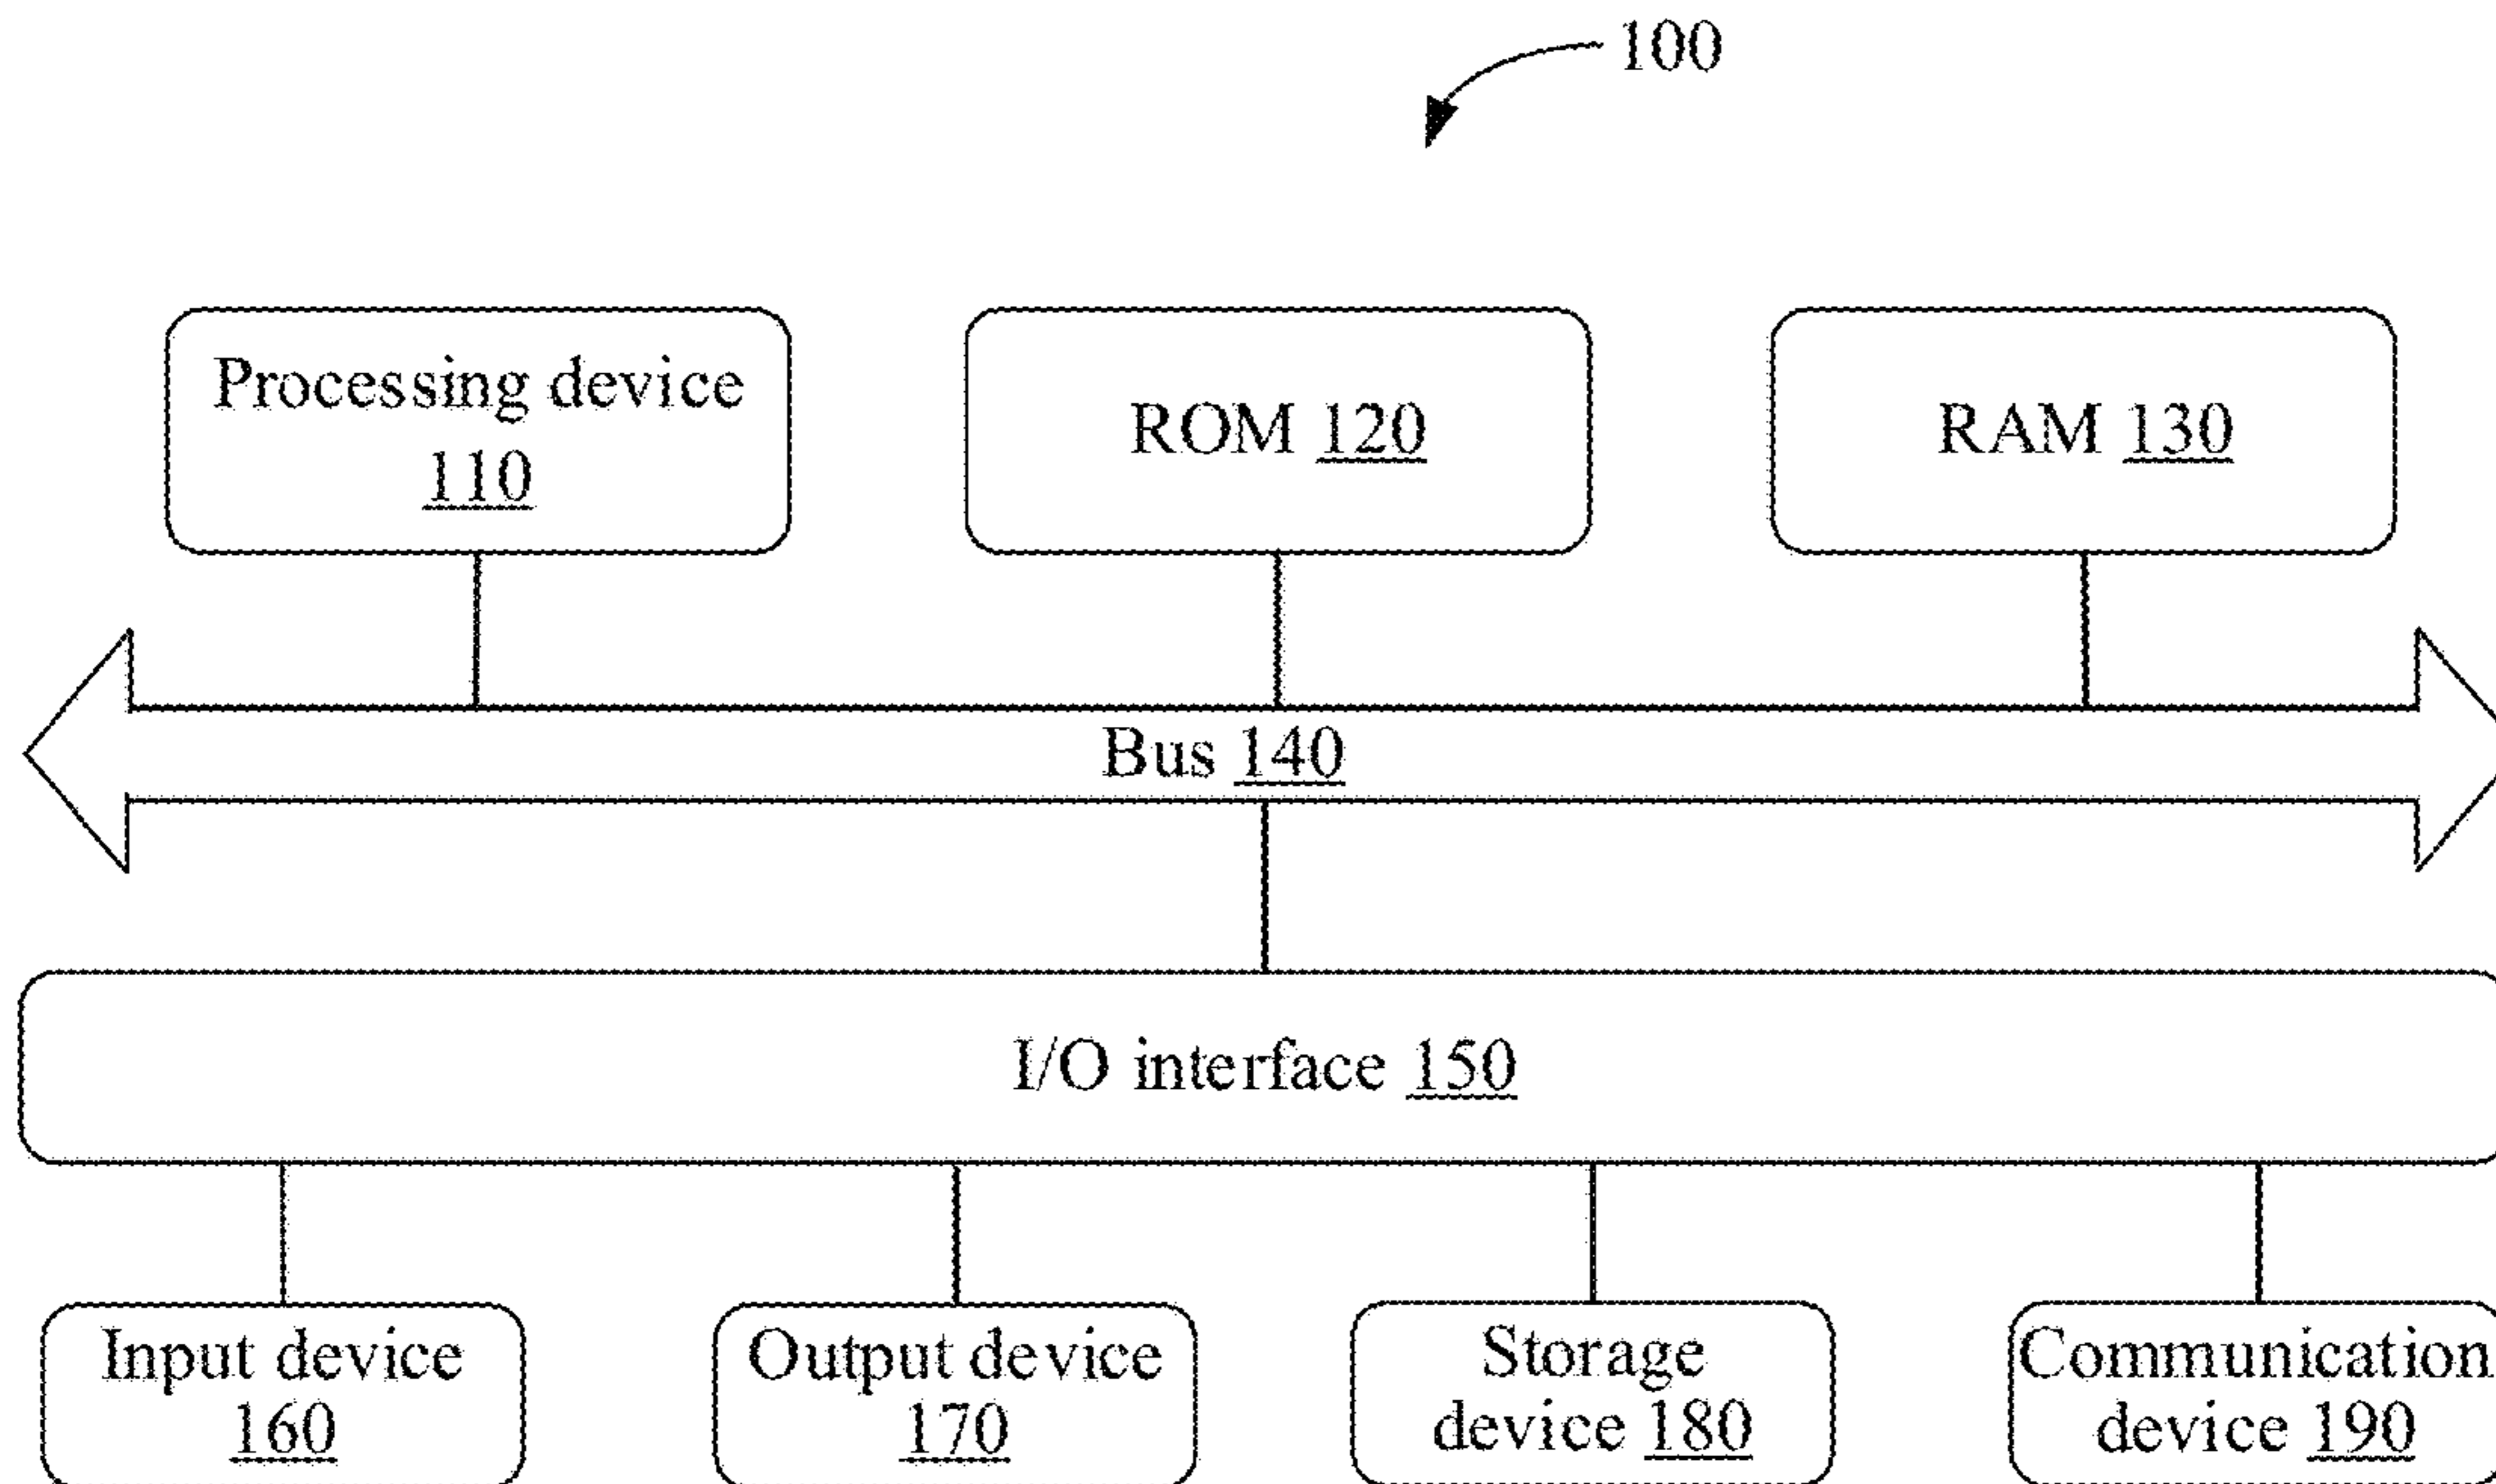 100
Processing device
110
ROM 120
RAM 130
Bus 140
I/O interface 150
Input device
160
Output device
170
Storage
device 180
Communication
device 190